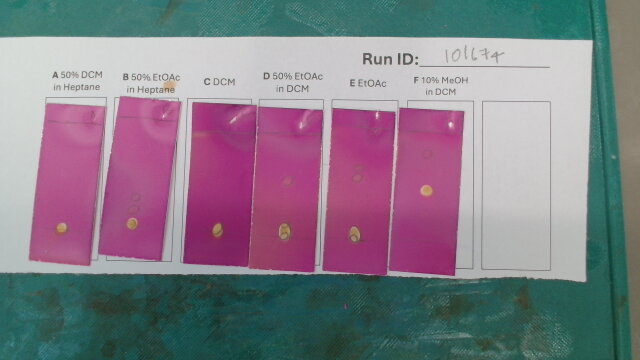 Run ID: 101674
A 50% DCM
in Heptane
B 50% EtOAc
in Heptane
C DCM
D 50% EtOAc
in DCM
E EtOAc
F 10% MeOH
in DCM